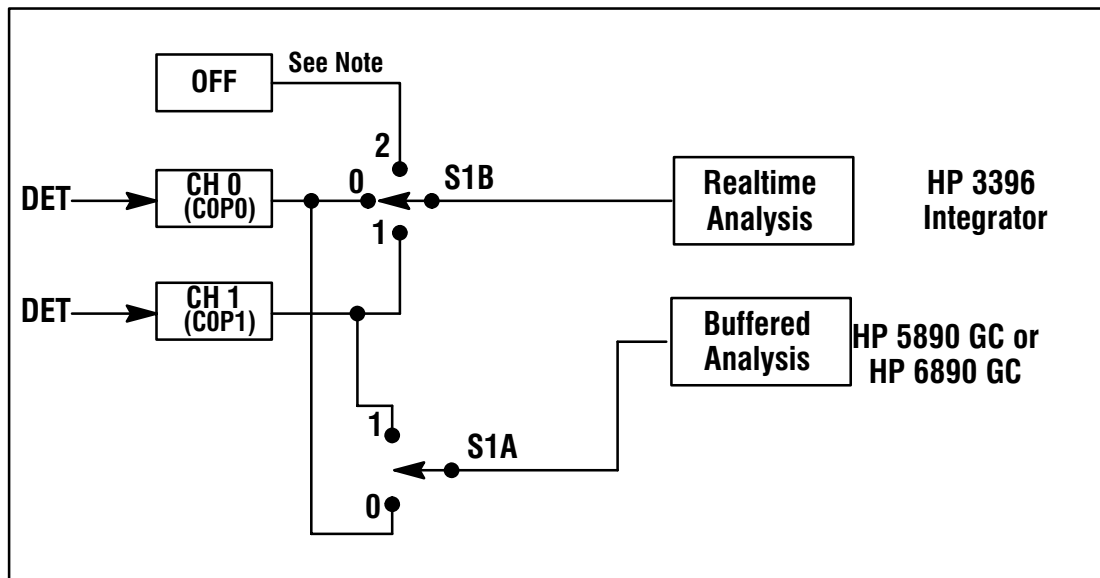 OFF
See Note
2
DET
CH 0
(C0P0)
0
S1B
Realtime
Analysis
HP 3396
Integrator
1
DET
CH 1
(C0P1)
Buffered
Analysis
HP 5890 GC or
HP 6890 GC
1
S1A
0